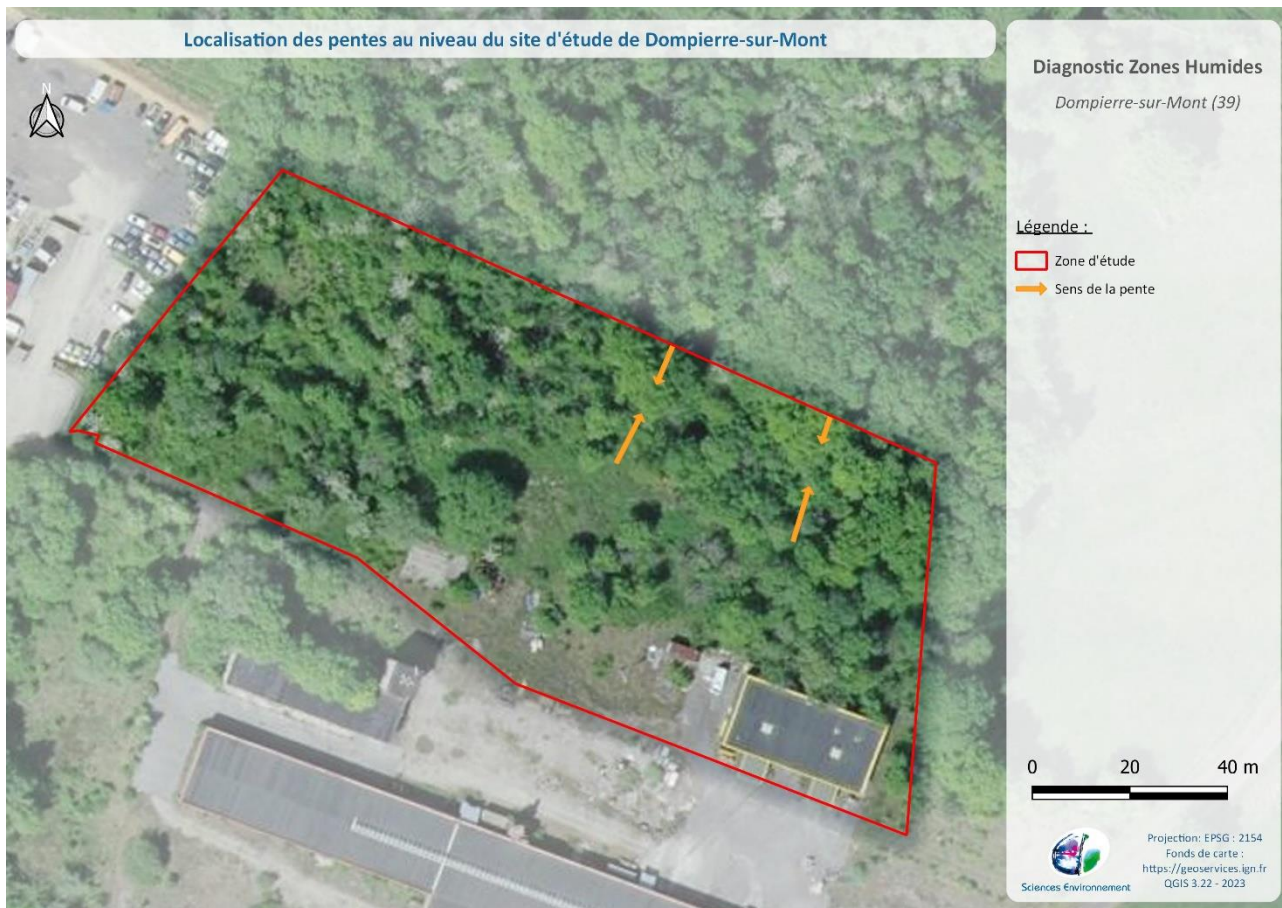 Localisation des pentes au niveau du site d'étude de Dompierre-sur-Mont
N
Diagnostic Zones Humides
Dompierre-sur-Mont (39)
Légende :
Zone d'étude
Sens de la pente
0 20 40 m
Sciences Environnement
Projection: EPSG : 2154
Fonds de carte :
https://geoservices.ign.fr
QGIS 3.22 - 2023